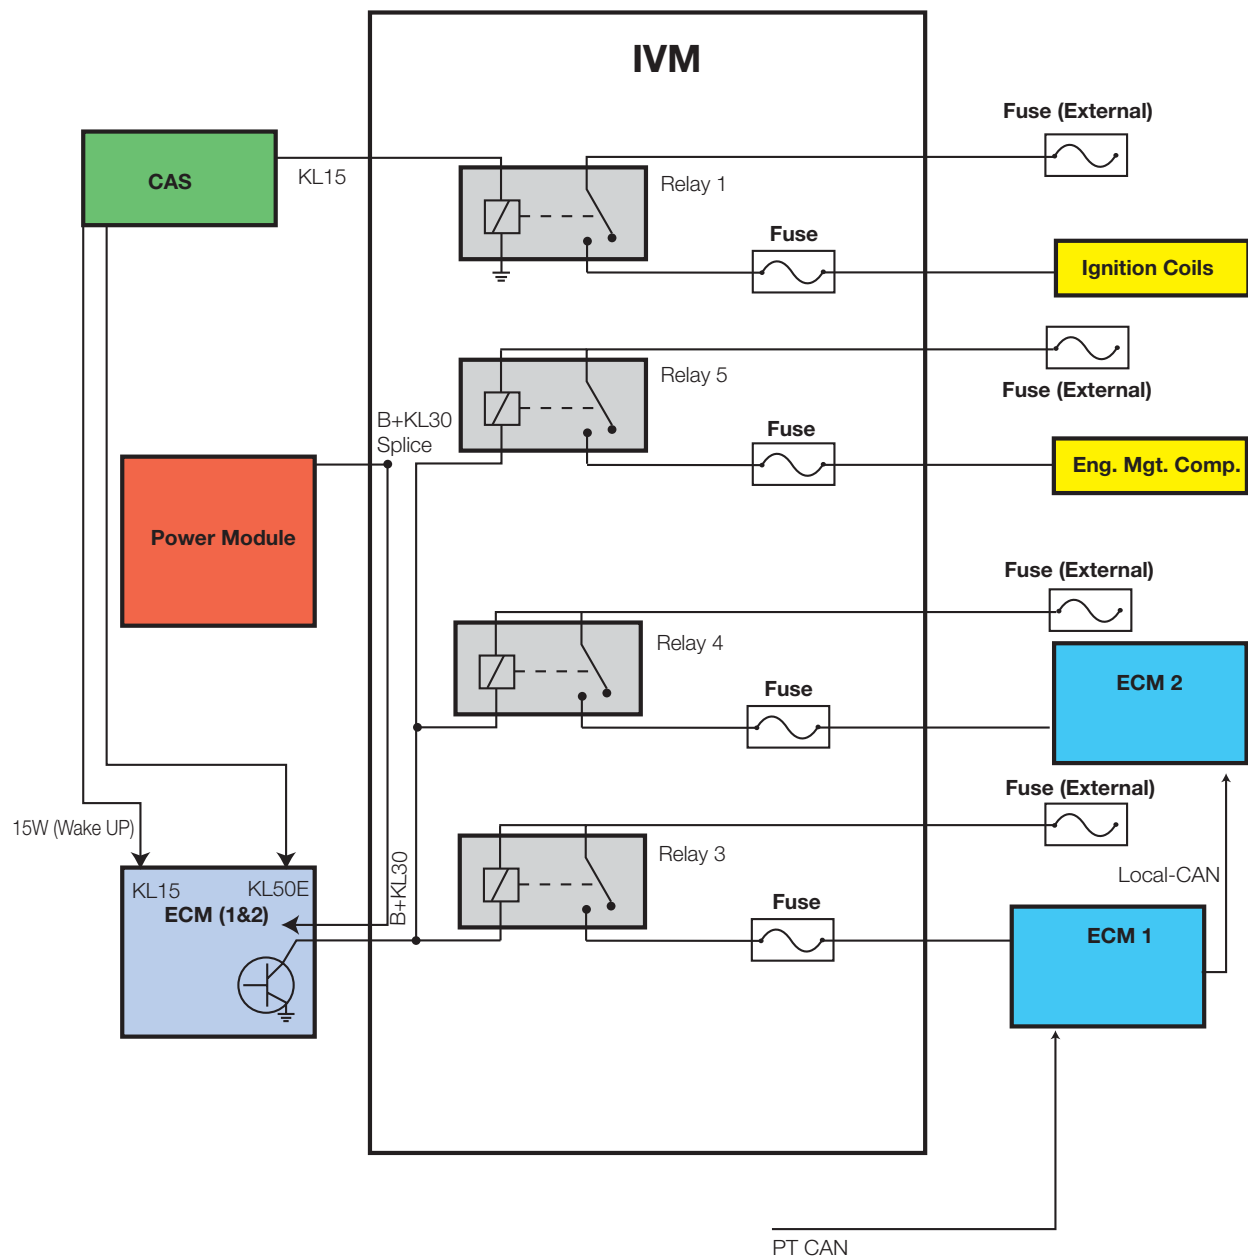 IVM
Fuse (External)
CAS
KL15
Relay 1
Fuse
Ignition Coils
Relay 5
Fuse (External)
B+KL30
Splice
Fuse
Eng. Mgt. Comp.
Power Module
Fuse (External)
Relay 4
ECM 2
Fuse
Fuse (External)
15W (Wake UP)
Relay 3
Local-CAN
KL15
KL50E
B+KL30
ECM (1&2)
Fuse
ECM 1
PT CAN